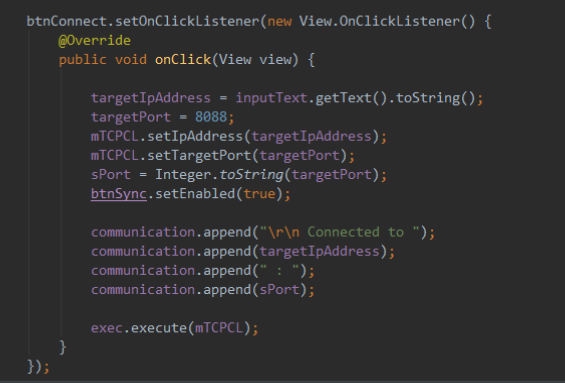 btnConnect.setOnClickListener(new View.OnClickListener() {
@Override
public void onClick(View view) {
targetIpAddress = inputText.getText().toString();
targetPort = 8088;
mTCPCL.setIpAddress(targetIpAddress);
mTCPCL.setTargetPort(targetPort);
sPort = Integer.toString(targetPort);
btnSync.setEnabled(true);
communication.append("\r\n Connected to ");
communication.append(targetIpAddress);
communication.append(" : ");
communication.append(sPort);
exec.execute(mTCPCL);
}
});